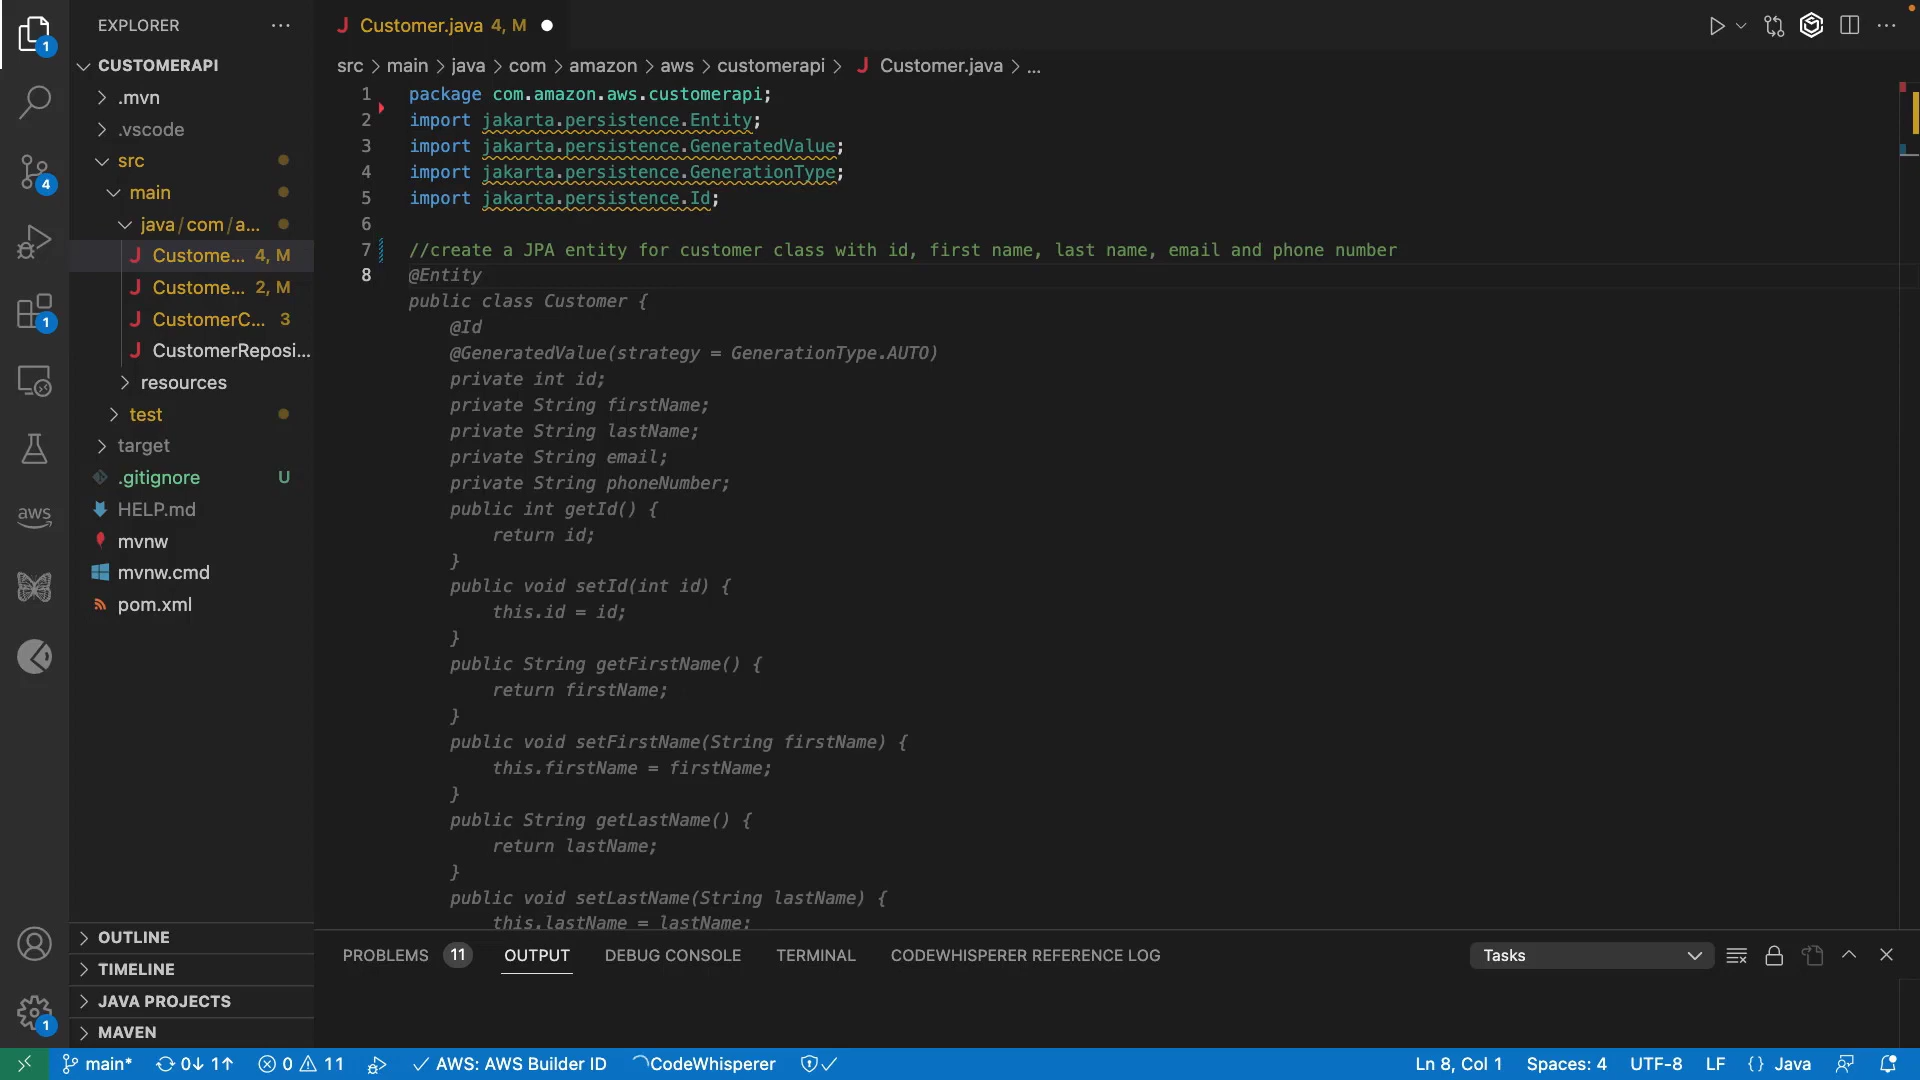 EXPLORER
CUSTOMERAPI
.mvn
.vscode
src
main
java/com/a...
Custome... 4, M
Custome... 2, M
CustomerC... 3
CustomerReposi...
resources
test
target
.gitignore U
HELP.md
mvnw
mvnw.cmd
pom.xml
OUTLINE
TIMELINE
JAVA PROJECTS
MAVEN
1
4
1
aws
1
Customer.java 4, M
src > main > java > com > amazon > aws > customerapi > Customer.java > ...
1 package com.amazon.aws.customerapi;
2 import jakarta.persistence.Entity;
3 import jakarta.persistence.GeneratedValue;
4 import jakarta.persistence.GenerationType;
5 import jakarta.persistence.Id;
6
7 //create a JPA entity for customer class with id, first name, last name, email and phone number
8 @Entity
public class Customer {
@Id
@GeneratedValue(strategy = GenerationType.AUTO)
private int id;
private String firstName;
private String lastName;
private String email;
private String phoneNumber;
public int getId() {
return id;
}
public void setId(int id) {
this.id = id;
}
public String getFirstName() {
return firstName;
}
public void setFirstName(String firstName) {
this.firstName = firstName;
}
public String getLastName() {
return lastName;
}
public void setLastName(String lastName) {
this.lastName = lastName;
PROBLEMS 11 OUTPUT DEBUG CONSOLE TERMINAL CODEWHISPERER REFERENCE LOG Tasks
main* 0↓ 1↑ 0 11 AWS: AWS Builder ID CodeWhisperer Ln 8, Col 1 Spaces: 4 UTF-8 LF {} Java